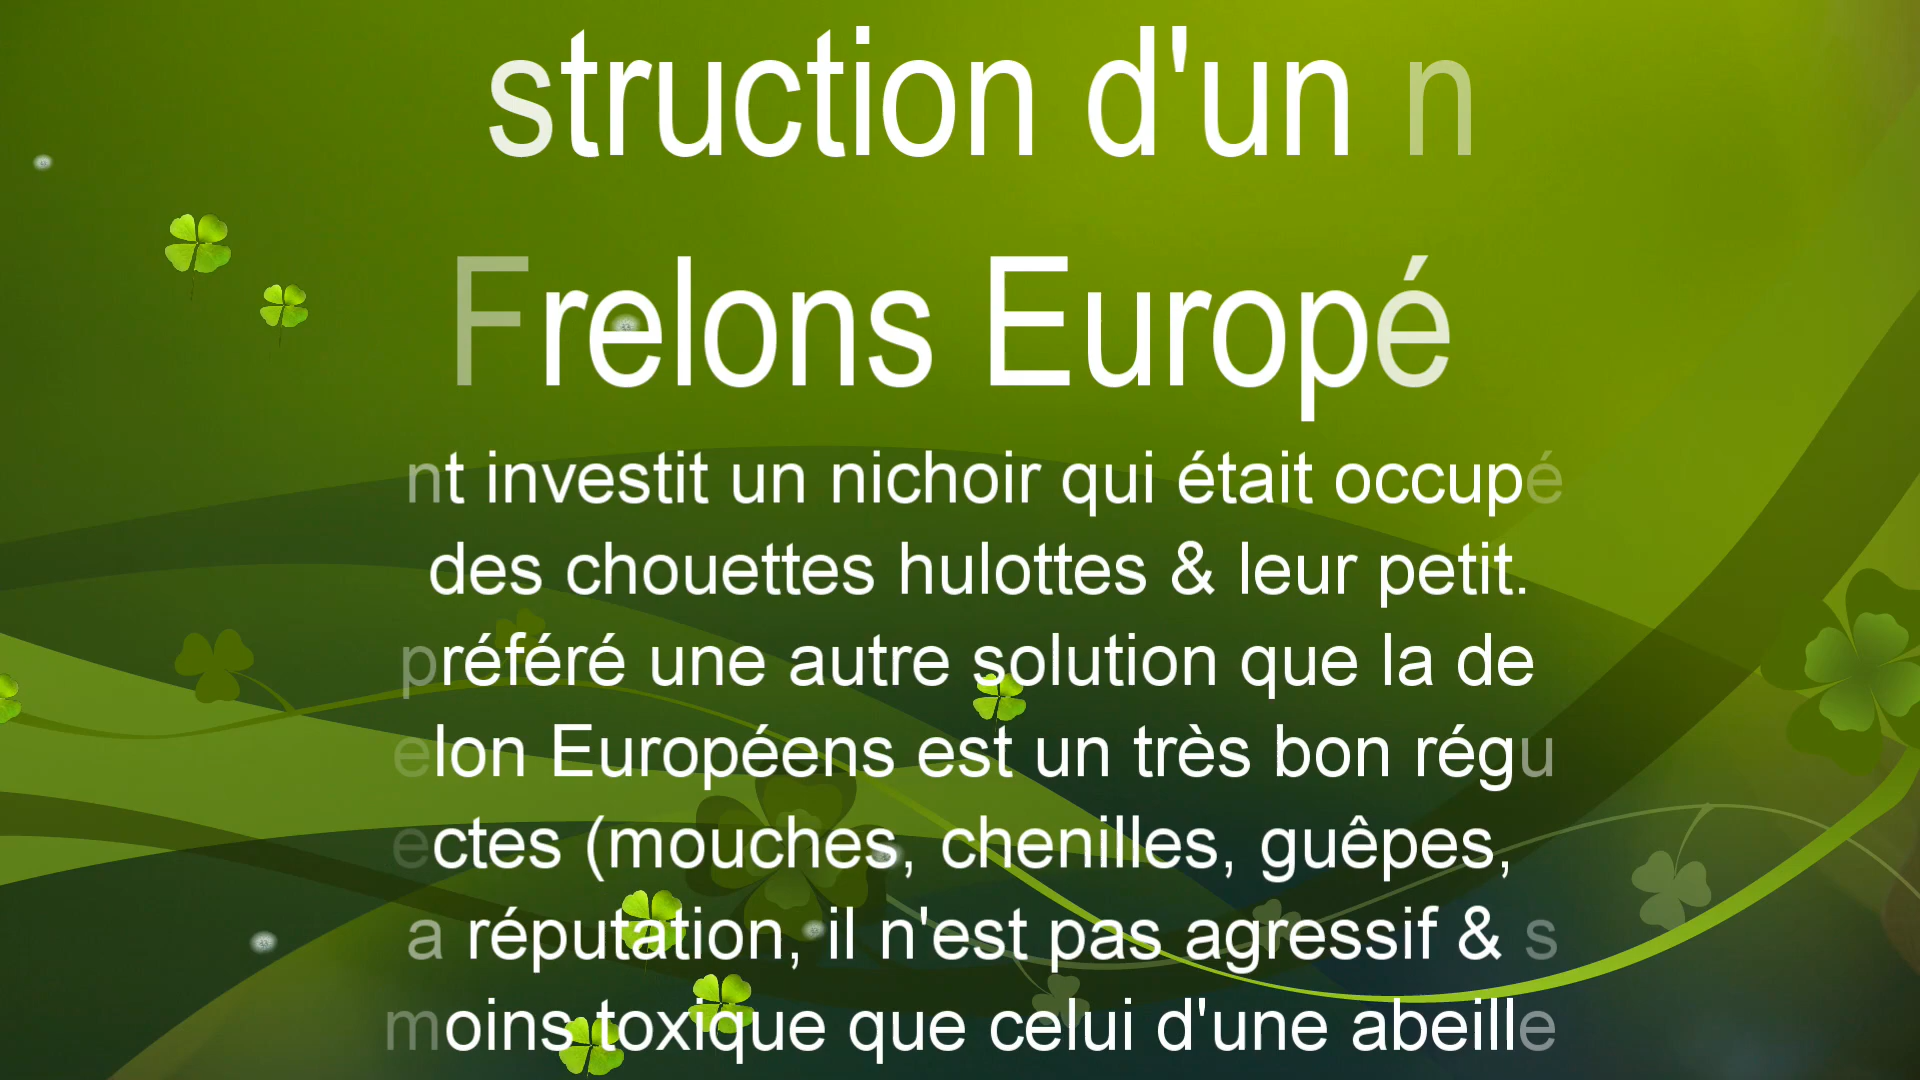 struction d'un n
Frelons Europé
nt investit un nichoir qui était occupé
des chouettes hulottes & leur petit.
préféré une autre solution que la de
elon Européens est un très bon régu
ectes (mouches, chenilles, guêpes,
a réputation, il n'est pas agressif & s
moins toxique que celui d'une abeille